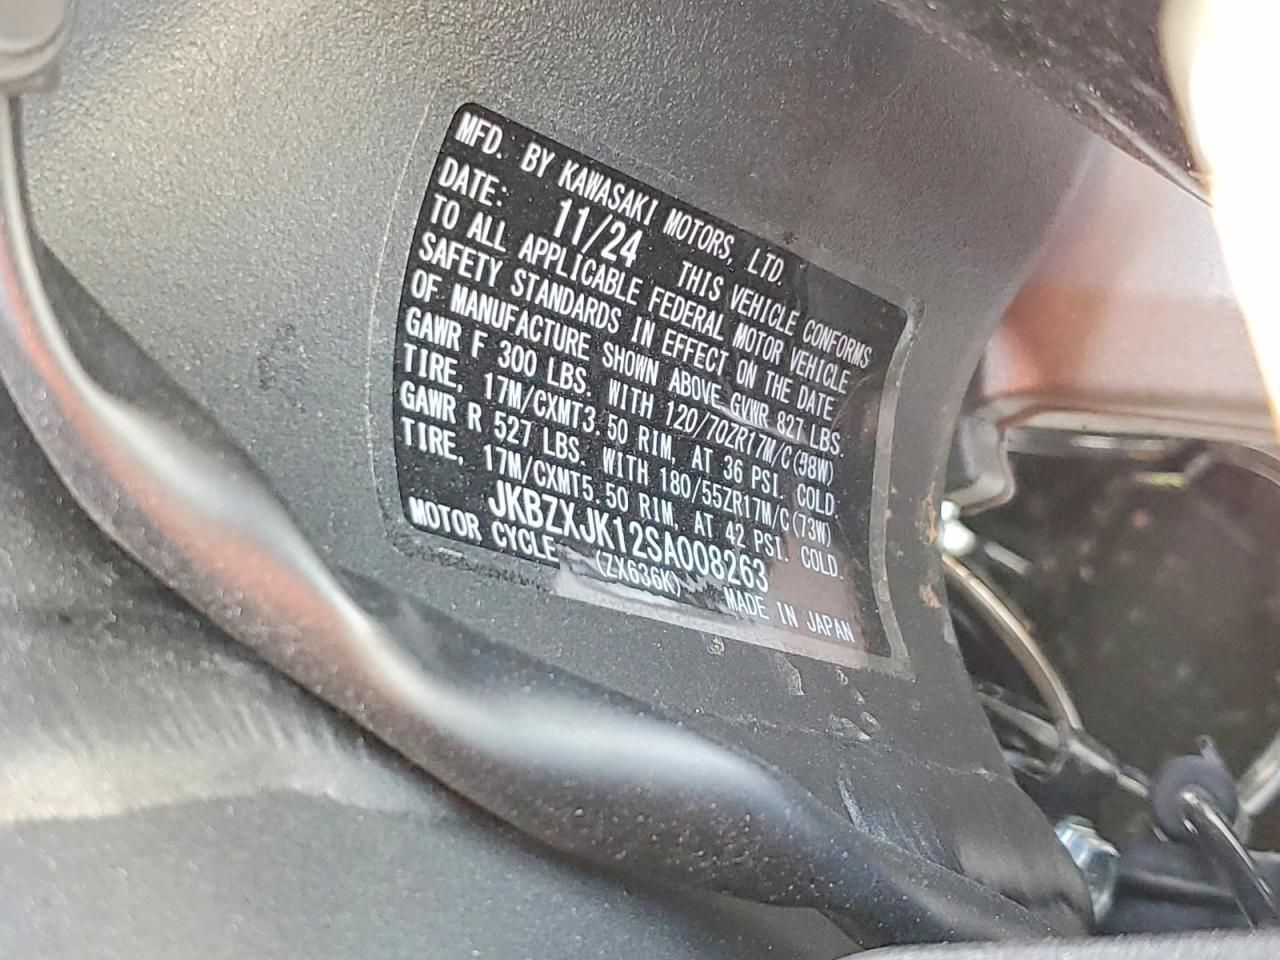 MFD. BY KAWASAKI MOTORS, LTD.
DATE: 11/24 THIS VEHICLE CONFORMS
TO ALL APPLICABLE FEDERAL MOTOR VEHICLE
SAFETY STANDARDS IN EFFECT ON THE DATE
OF MANUFACTURE SHOWN ABOVE GVWR 827 LBS.
GAWR F 300 LBS. WITH 120/70ZR17M/C(58W)
TIRE, 17M/CXMT3.50 RIM, AT 36 PSI. COLD.
GAWR R 527 LBS. WITH 180/55ZR17M/C(73W)
TIRE, 17M/CXMT5.50 RIM, AT 42 PSI. COLD.
JKBZXJK12SA008263
MOTOR CYCLE (ZX636K) MADE IN JAPAN